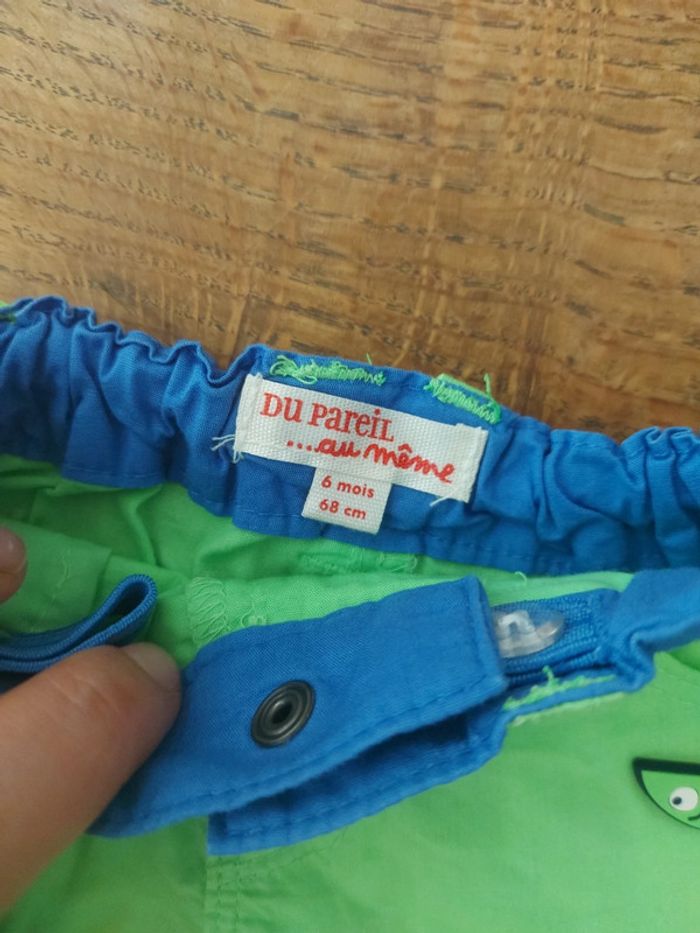 DU PAREIL
....au même
6 mois
68 cm